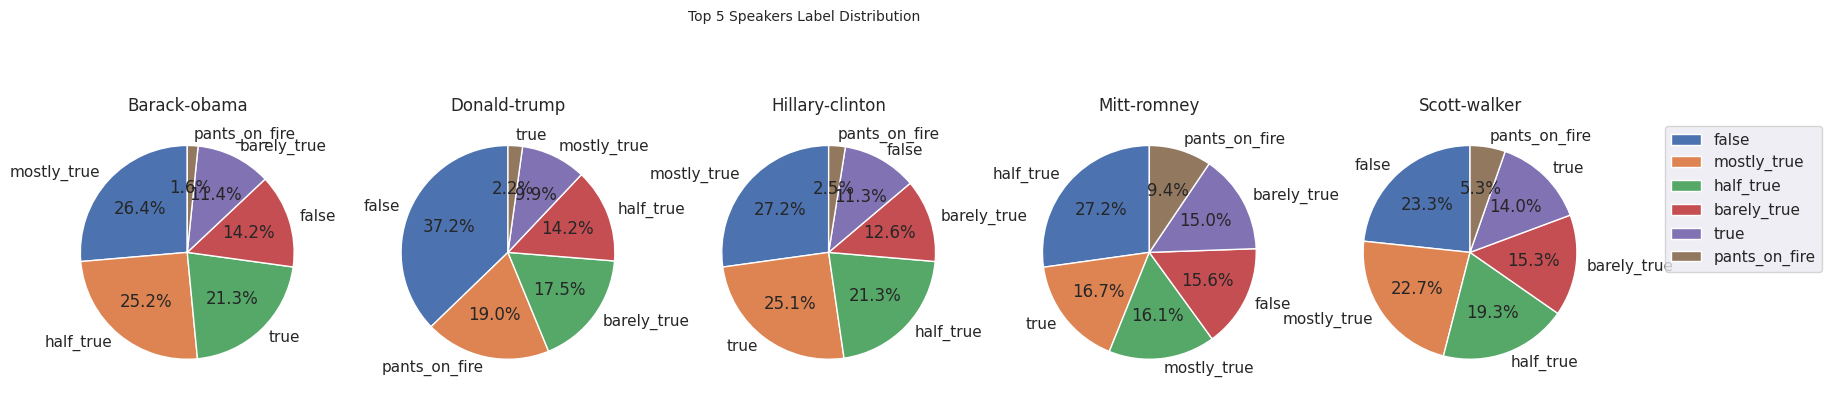 Top 5 Speakers Label Distribution
Barack-obama
pants_on_fire
barely_true
mostly_true
false
half_true
true
1.6%
11.4%
26.4%
14.2%
25.2%
21.3%
Donald-trump
true
mostly_true
false
half_true
pants_on_fire
barely_true
2.2%
9.9%
37.2%
14.2%
19.0%
17.5%
Hillary-clinton
pants_on_fire
false
mostly_true
barely_true
true
half_true
2.5%
11.3%
27.2%
12.6%
25.1%
21.3%
Mitt-romney
pants_on_fire
half_true
barely_true
true
false
mostly_true
9.4%
27.2%
15.0%
16.7%
15.6%
16.1%
Scott-walker
pants_on_fire
false
true
barely_true
mostly_true
half_true
5.3%
23.3%
14.0%
15.3%
22.7%
19.3%
false
mostly_true
half_true
barely_true
true
pants_on_fire